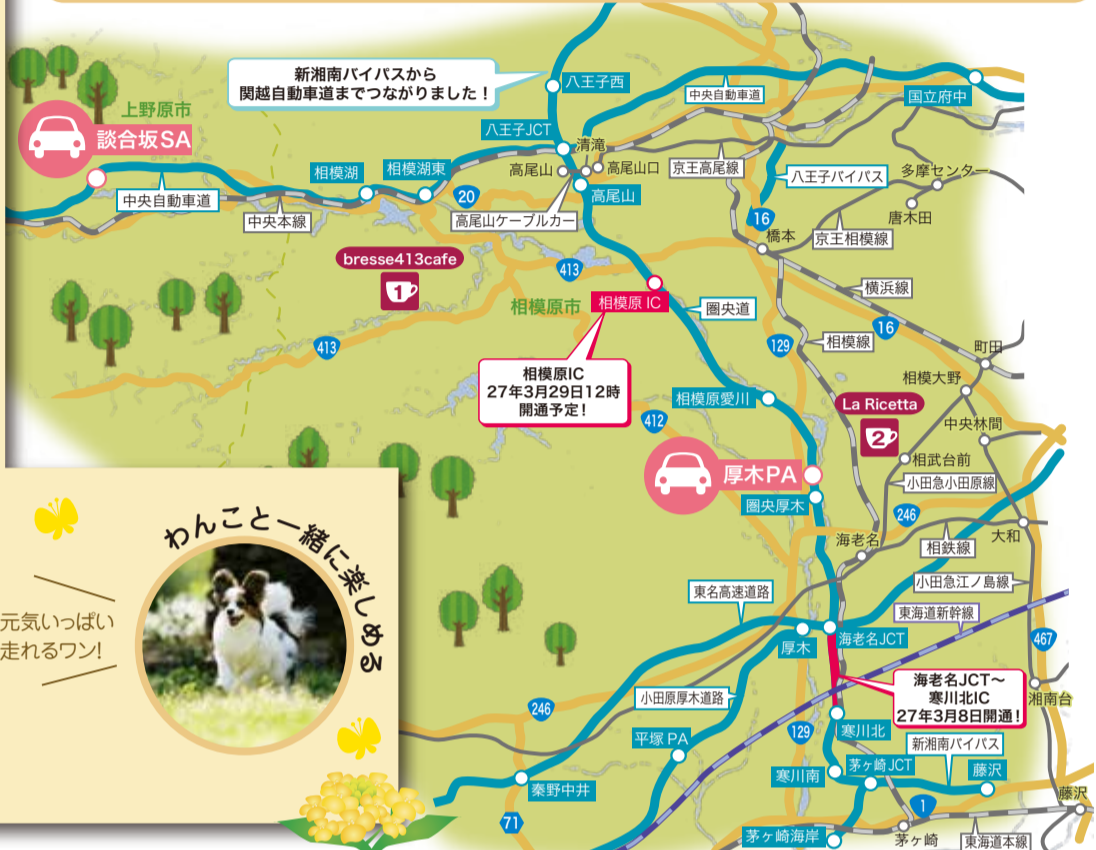 新湘南バイパスから
関越自動車道までつながりました！
八王子西
中央自動車道
国立府中
上野原市
談合坂SA
八王子JCT
清滝
高尾山
高尾山口
京王高尾線
高尾山
八王子バイパス
多摩センター
唐木田
相模湖
相模湖東
20
中央自動車道
中央本線
高尾山ケーブルカー
16
橋本
京王相模線
bresse413cafe
1
413
相模原市
相模原 IC
圏央道
横浜線
16
413
129
相模線
町田
相模原IC
27年3月29日12時
開通予定！
相模原愛川
412
相模大野
La Ricetta
2
中央林間
相武台前
小田急小田原線
厚木PA
圏央厚木
246
海老名
相鉄線
大和
わんこと一緒に楽しめる
元気いっぱい
走れるワン！
東名高速道路
小田急江ノ島線
東海道新幹線
厚木
海老名JCT
467
小田原厚木道路
海老名JCT～
寒川北IC
27年3月8日開通！
湘南台
246
129
寒川北
平塚 PA
新湘南バイパス
寒川南
茅ヶ崎JCT
藤沢
秦野中井
71
1
藤沢
茅ヶ崎海岸
茅ヶ崎
東海道本線